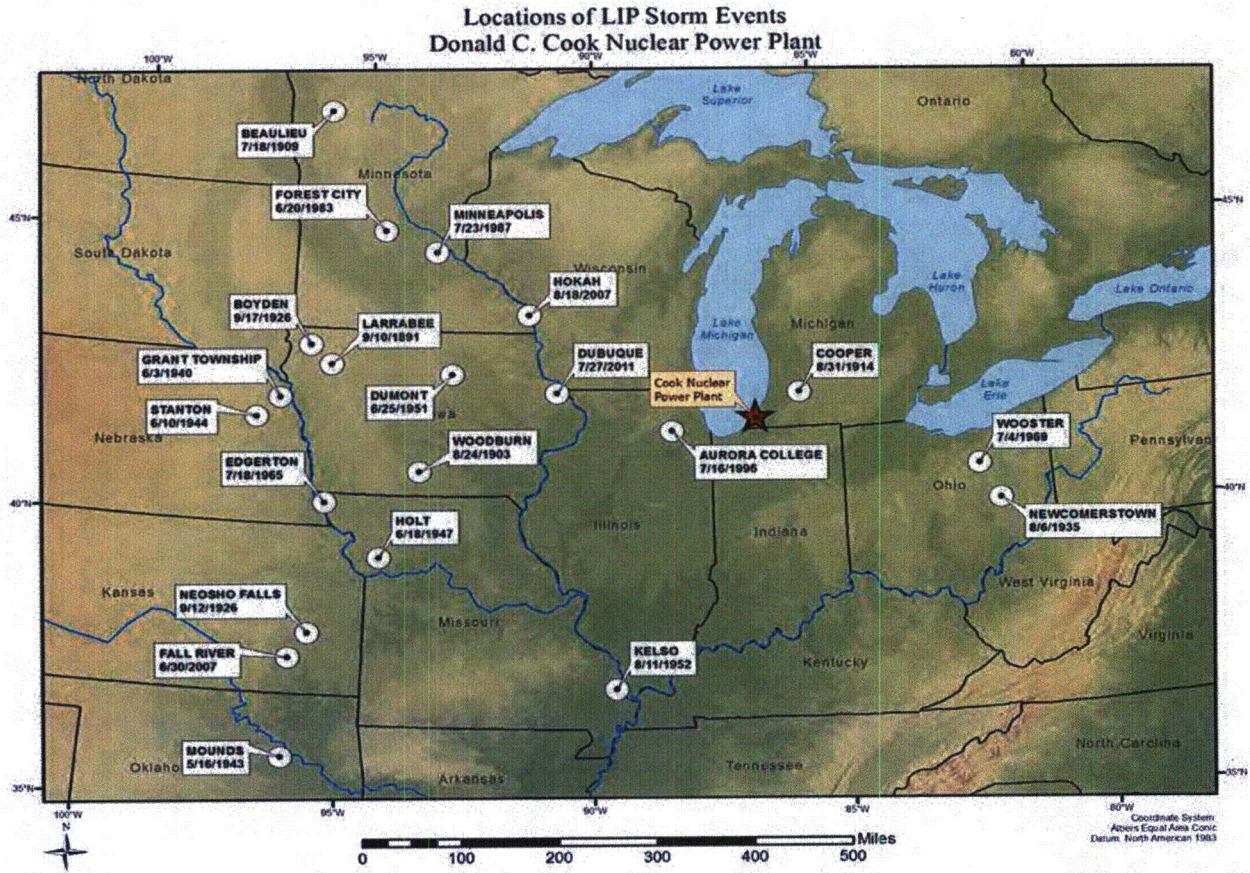 Locations of LIP Storm Events
Donald C. Cook Nuclear Power Plant
100°W
95°W
90°W
85°W
80°W
North Dakota
Lake
Superior
Ontario
BEAULIEU
7/18/1909
Minnesota
FOREST CITY
6/20/1983
MINNEAPOLIS
7/23/1987
45°N
45°N
South Dakota
Wisconsin
HOKAH
8/18/2007
Lake
Huron
Lake Ontario
BOYDEN
9/17/1926
LARRABEE
9/10/1891
Lake
Michigan
Michigan
GRANT TOWNSHIP
6/3/1940
DUBUQUE
7/27/2011
COOPER
8/31/1914
Cook Nuclear
Power Plant
Lake
Erie
DUMONT
6/25/1951
wa
STANTON
6/10/1944
Nebraska
WOODBURN
8/24/1903
WOOSTER
7/4/1969
Pennsylvan
EDGERTON
7/18/1965
AURORA COLLEGE
7/16/1996
Ohio
40°N
40°N
HOLT
6/18/1947
Illinois
Indiana
NEWCOMERSTOWN
8/6/1935
Kansas
NEOSHO FALLS
9/12/1926
West Virginia
Missouri
Virginia
FALL RIVER
6/30/2007
KELSO
8/11/1952
Kentucky
MOUNDS
5/16/1943
Oklaho
Arkansas
Tennessee
North Carolina
35°N
35°N
100°W
95°W
90°W
85°W
80°W
N
Coordinate System:
Albers Equal Area Conic
Datum: North American 1983
Miles
0 100 200 300 400 500